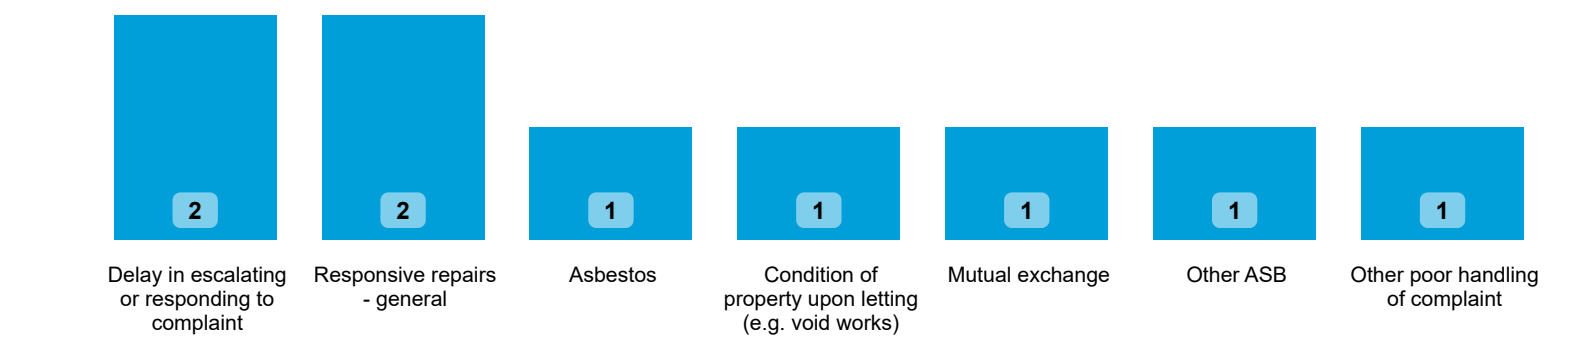 2
2
1
1
1
1
1
Delay in escalating
or responding to
complaint
Responsive repairs
- general
Asbestos
Condition of
property upon letting
(e.g. void works)
Mutual exchange
Other ASB
Other poor handling
of complaint